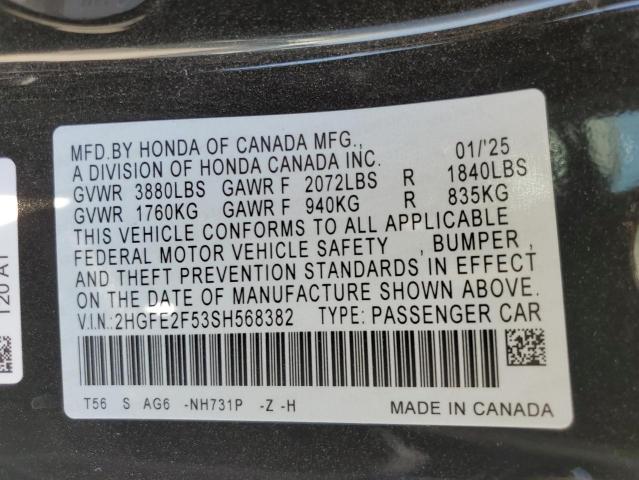 MFD.BY HONDA OF CANADA MFG., 01/'25
A DIVISION OF HONDA CANADA INC.
GVWR 3880LBS GAWR F 2072LBS R 1840LBS
GVWR 1760KG GAWR F 940KG R 835KG
THIS VEHICLE CONFORMS TO ALL APPLICABLE
FEDERAL MOTOR VEHICLE SAFETY , BUMPER ,
AND THEFT PREVENTION STANDARDS IN EFFECT
ON THE DATE OF MANUFACTURE SHOWN ABOVE.
V.I.N.:2HGFE2F53SH568382 TYPE: PASSENGER CAR
T56 S AG6 -NH731P -Z -H MADE IN CANADA